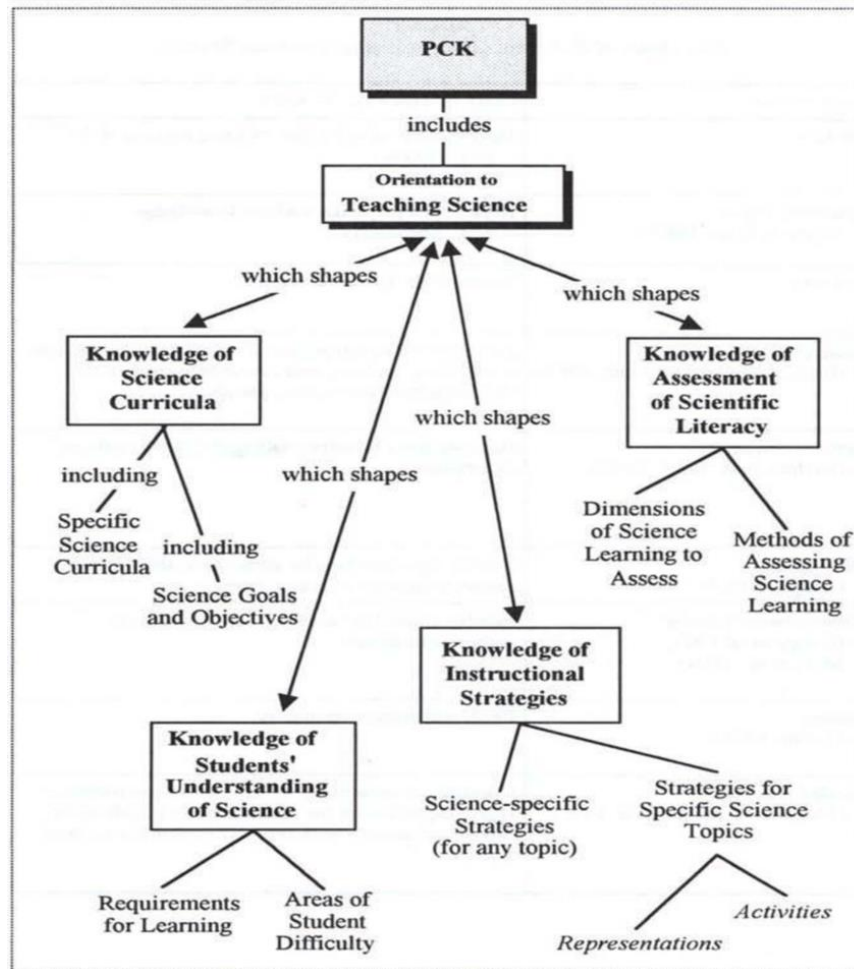 PCK
includes
Orientation to
Teaching Science
which shapes
which shapes
Knowledge of
Science
Curricula
Knowledge of
Assessment
of Scientific
Literacy
which shapes
which shapes
including
Specific
Science
Curricula
including
Science Goals
and Objectives
Dimensions
of Science
Learning to
Assess
Methods of
Assessing
Science
Learning
Knowledge of
Instructional
Strategies
Knowledge of
Students'
Understanding
of Science
Science-specific
Strategies
(for any topic)
Strategies for
Specific Science
Topics
Requirements
for Learning
Areas of
Student
Difficulty
Representations
Activities